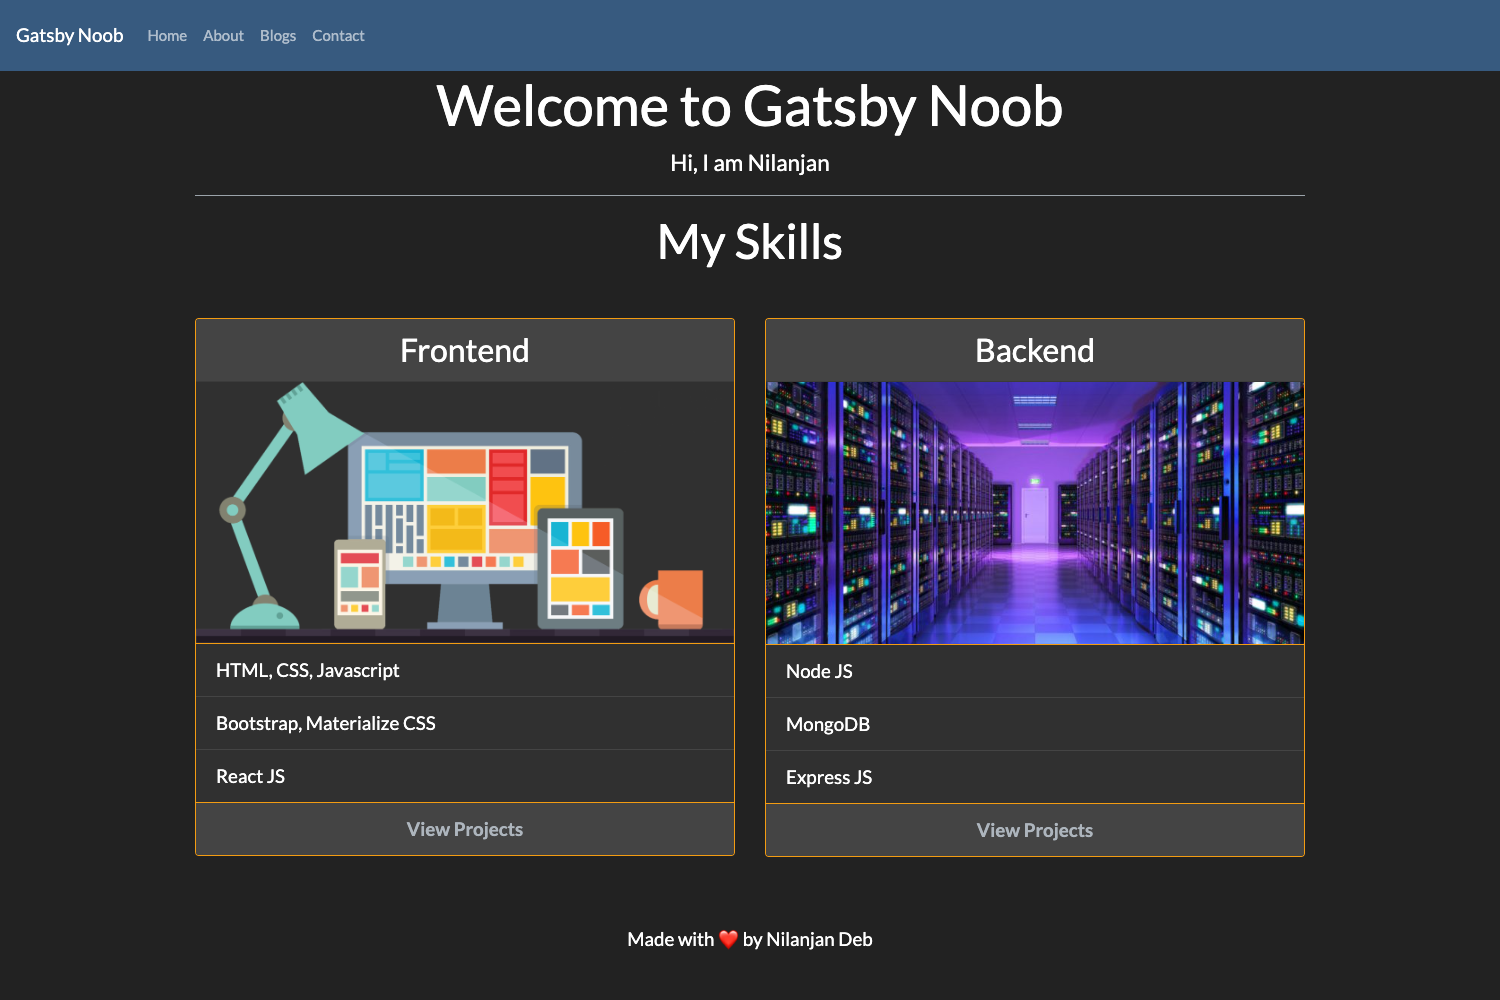 Gatsby Noob Home About Blogs Contact
Welcome to Gatsby Noob
Hi, I am Nilanjan
My Skills
Frontend
HTML, CSS, Javascript
Bootstrap, Materialize CSS
React JS
View Projects
Backend
Node JS
MongoDB
Express JS
View Projects
Made with ❤️ by Nilanjan Deb